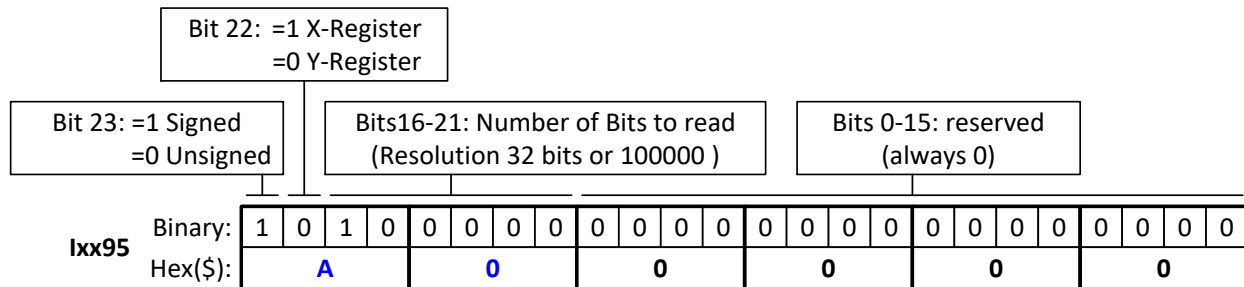 Bit 22: =1 X-Register
=0 Y-Register
Bit 23: =1 Signed
=0 Unsigned
Bits16-21: Number of Bits to read
(Resolution 32 bits or 100000 )
Bits 0-15: reserved
(always 0)
Ixx95
Binary: 1 0 1 0 0 0 0 0 0 0 0 0 0 0 0 0 0 0 0 0 0 0 0 0
Hex($): A 0 0 0 0 0